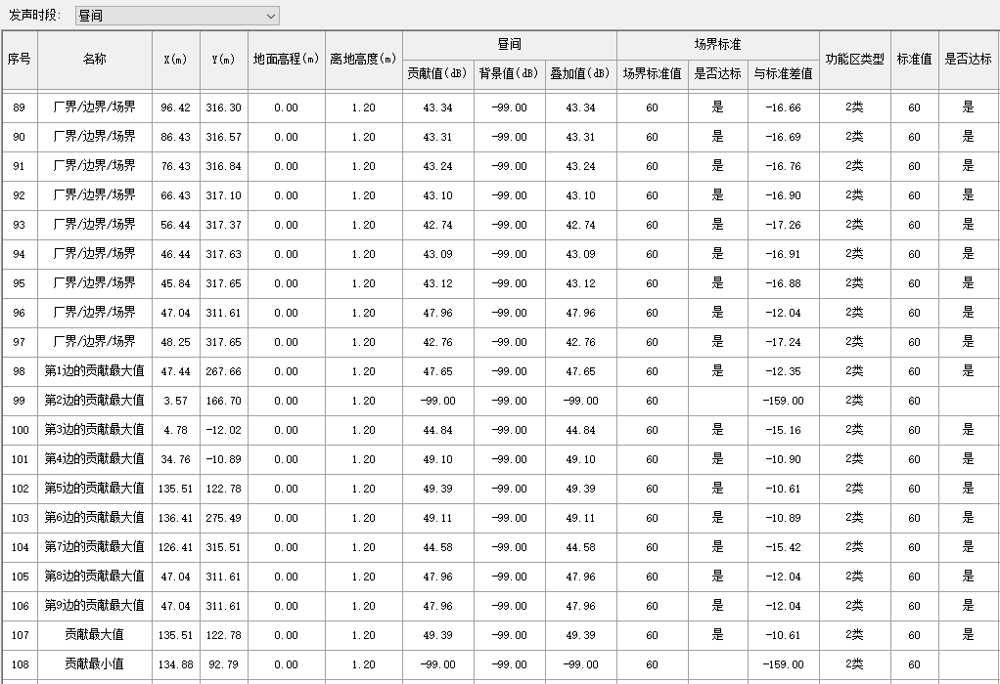 发声时段: 昼间
序号 名称 X(m) Y(m) 地面高程(m) 离地高度(m) 昼间 场界标准 功能区类型 标准值 是否达标
贡献值(dB) 背景值(dB) 叠加值(dB) 场界标准值 是否达标 与标准差值
89 厂界/边界/场界 96.42 316.30 0.00 1.20 43.34 -99.00 43.34 60 是 -16.66 2类 60 是
90 厂界/边界/场界 86.43 316.57 0.00 1.20 43.31 -99.00 43.31 60 是 -16.69 2类 60 是
91 厂界/边界/场界 76.43 316.84 0.00 1.20 43.24 -99.00 43.24 60 是 -16.76 2类 60 是
92 厂界/边界/场界 66.43 317.10 0.00 1.20 43.10 -99.00 43.10 60 是 -16.90 2类 60 是
93 厂界/边界/场界 56.44 317.37 0.00 1.20 42.74 -99.00 42.74 60 是 -17.26 2类 60 是
94 厂界/边界/场界 46.44 317.63 0.00 1.20 43.09 -99.00 43.09 60 是 -16.91 2类 60 是
95 厂界/边界/场界 45.84 317.65 0.00 1.20 43.12 -99.00 43.12 60 是 -16.88 2类 60 是
96 厂界/边界/场界 47.04 311.61 0.00 1.20 47.96 -99.00 47.96 60 是 -12.04 2类 60 是
97 厂界/边界/场界 48.25 317.65 0.00 1.20 42.76 -99.00 42.76 60 是 -17.24 2类 60 是
98 第1边的贡献最大值 47.44 267.66 0.00 1.20 47.65 -99.00 47.65 60 是 -12.35 2类 60 是
99 第2边的贡献最大值 3.57 166.70 0.00 1.20 -99.00 -99.00 -99.00 60 -159.00 2类 60
100 第3边的贡献最大值 4.78 -12.02 0.00 1.20 44.84 -99.00 44.84 60 是 -15.16 2类 60 是
101 第4边的贡献最大值 34.76 -10.89 0.00 1.20 49.10 -99.00 49.10 60 是 -10.90 2类 60 是
102 第5边的贡献最大值 135.51 122.78 0.00 1.20 49.39 -99.00 49.39 60 是 -10.61 2类 60 是
103 第6边的贡献最大值 136.41 275.49 0.00 1.20 49.11 -99.00 49.11 60 是 -10.89 2类 60 是
104 第7边的贡献最大值 126.41 315.51 0.00 1.20 44.58 -99.00 44.58 60 是 -15.42 2类 60 是
105 第8边的贡献最大值 47.04 311.61 0.00 1.20 47.96 -99.00 47.96 60 是 -12.04 2类 60 是
106 第9边的贡献最大值 47.04 311.61 0.00 1.20 47.96 -99.00 47.96 60 是 -12.04 2类 60 是
107 贡献最大值 135.51 122.78 0.00 1.20 49.39 -99.00 49.39 60 是 -10.61 2类 60 是
108 贡献最小值 134.88 92.79 0.00 1.20 -99.00 -99.00 -99.00 60 -159.00 2类 60